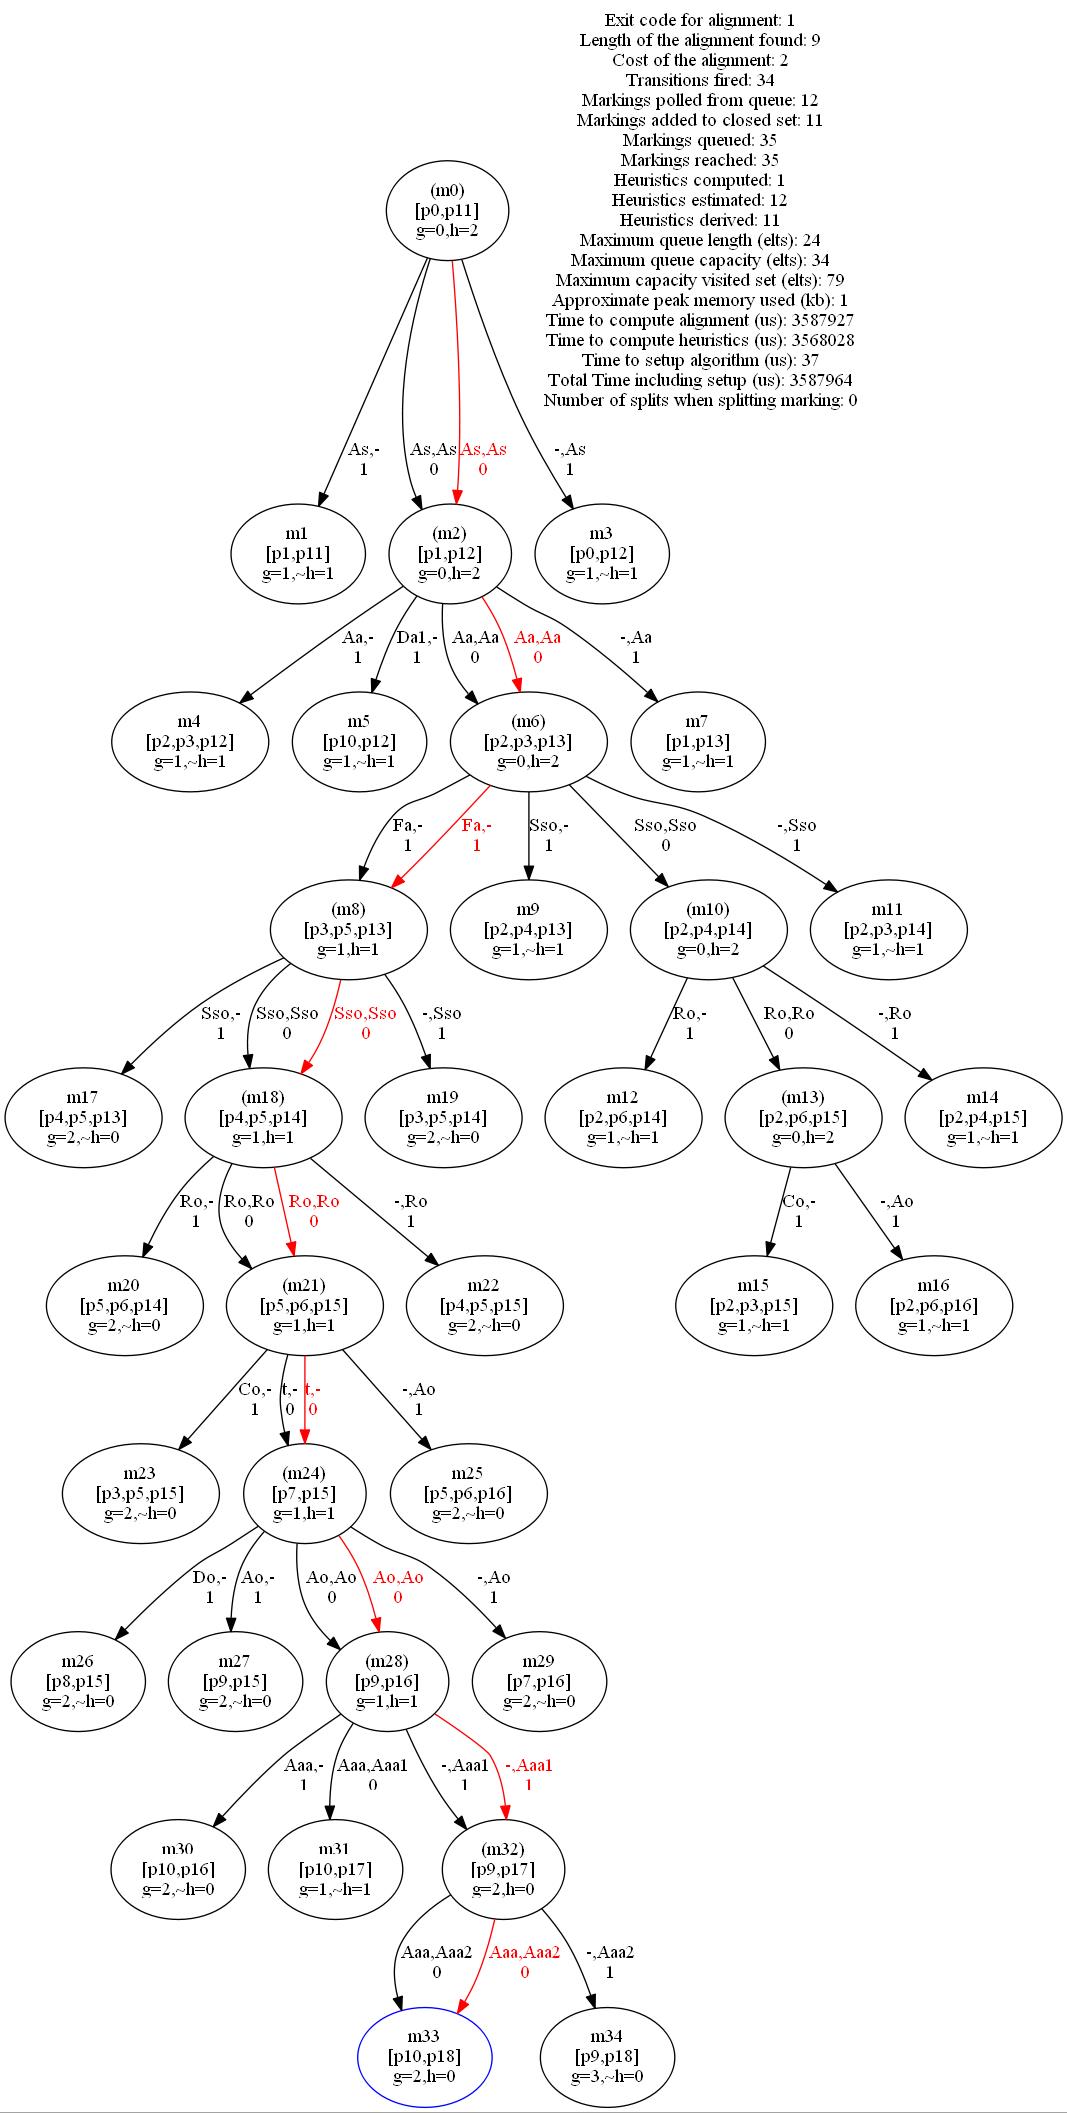 Exit code for alignment: 1
Length of the alignment found: 9
Cost of the alignment: 2
Transitions fired: 34
Markings polled from queue: 12
Markings added to closed set: 11
Markings queued: 35
Markings reached: 35
Heuristics computed: 1
Heuristics estimated: 12
Heuristics derived: 11
Maximum queue length (elts): 24
Maximum queue capacity (elts): 34
Maximum capacity visited set (elts): 79
Approximate peak memory used (kb): 1
Time to compute alignment (us): 3587927
Time to compute heuristics (us): 3568028
Time to setup algorithm (us): 37
Total Time including setup (us): 3587964
Number of splits when splitting marking: 0
(m0)
[p0,p11]
g=0,h=2
As,-
1
As,As
0
As,As
0
-,As
1
m1
[p1,p11]
g=1,~h=1
(m2)
[p1,p12]
g=0,h=2
m3
[p0,p12]
g=1,~h=1
Aa,-
1
Da1,-
1
Aa,Aa
0
Aa,Aa
0
-,Aa
1
m4
[p2,p3,p12]
g=1,~h=1
m5
[p10,p12]
g=1,~h=1
(m6)
[p2,p3,p13]
g=0,h=2
m7
[p1,p13]
g=1,~h=1
Fa,-
1
Fa,-
1
Sso,-
1
Sso,Sso
0
-,Sso
1
(m8)
[p3,p5,p13]
g=1,h=1
m9
[p2,p4,p13]
g=1,~h=1
(m10)
[p2,p4,p14]
g=0,h=2
m11
[p2,p3,p14]
g=1,~h=1
Sso,-
1
Sso,Sso
0
Sso,Sso
0
-,Sso
1
Ro,-
1
Ro,Ro
0
-,Ro
1
m17
[p4,p5,p13]
g=2,~h=0
(m18)
[p4,p5,p14]
g=1,h=1
m19
[p3,p5,p14]
g=2,~h=0
m12
[p2,p6,p14]
g=1,~h=1
(m13)
[p2,p6,p15]
g=0,h=2
m14
[p2,p4,p15]
g=1,~h=1
Ro,-
1
Ro,Ro
0
Ro,Ro
0
-,Ro
1
Co,-
1
-,Ao
1
m20
[p5,p6,p14]
g=2,~h=0
(m21)
[p5,p6,p15]
g=1,h=1
m22
[p4,p5,p15]
g=2,~h=0
m15
[p2,p3,p15]
g=1,~h=1
m16
[p2,p6,p16]
g=1,~h=1
Co,-
1
t,-
0
t,-
0
-,Ao
1
m23
[p3,p5,p15]
g=2,~h=0
(m24)
[p7,p15]
g=1,h=1
m25
[p5,p6,p16]
g=2,~h=0
Do,-
1
Ao,-
1
Ao,Ao
0
Ao,Ao
0
-,Ao
1
m26
[p8,p15]
g=2,~h=0
m27
[p9,p15]
g=2,~h=0
(m28)
[p9,p16]
g=1,h=1
m29
[p7,p16]
g=2,~h=0
Aaa,-
1
Aaa,Aaa1
0
-,Aaa1
1
-,Aaa1
1
m30
[p10,p16]
g=2,~h=0
m31
[p10,p17]
g=1,~h=1
(m32)
[p9,p17]
g=2,h=0
Aaa,Aaa2
0
Aaa,Aaa2
0
-,Aaa2
1
m33
[p10,p18]
g=2,h=0
m34
[p9,p18]
g=3,~h=0